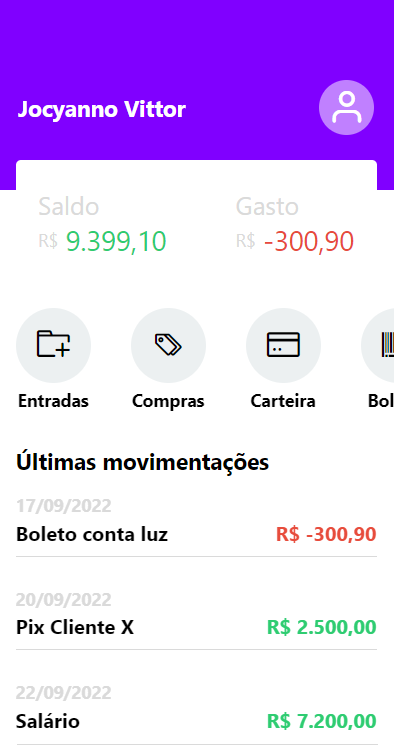 Jocyanno Vittor
Saldo Gasto
R$ 9.399,10 R$ -300,90
Entradas Compras Carteira Bol
Últimas movimentações
17/09/2022
Boleto conta luz R$ -300,90
20/09/2022
Pix Cliente X R$ 2.500,00
22/09/2022
Salário R$ 7.200,00